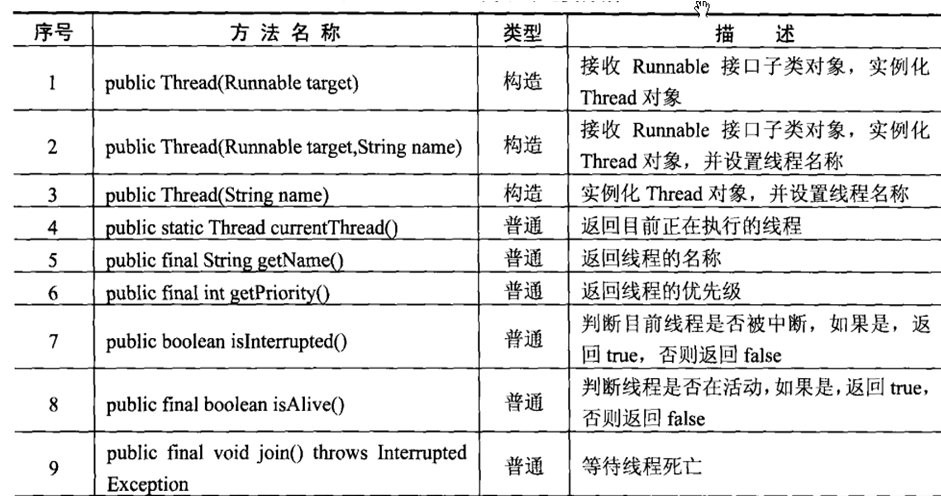 序号 方法名称 类型 描述
1 public Thread(Runnable target) 构造 接收 Runnable 接口子类对象，实例化
Thread 对象
2 public Thread(Runnable target,String name) 构造 接收 Runnable 接口子类对象，实例化
Thread 对象，并设置线程名称
3 public Thread(String name) 构造 实例化 Thread 对象，并设置线程名称
4 public static Thread currentThread() 普通 返回目前正在执行的线程
5 public final String getName() 普通 返回线程的名称
6 public final int getPriority() 普通 返回线程的优先级
7 public boolean isInterrupted() 普通 判断目前线程是否被中断，如果是，返
回 true，否则返回 false
8 public final boolean isAlive() 普通 判断线程是否在活动，如果是，返回 true，
否则返回 false
9 public final void join() throws Interrupted
Exception 普通 等待线程死亡